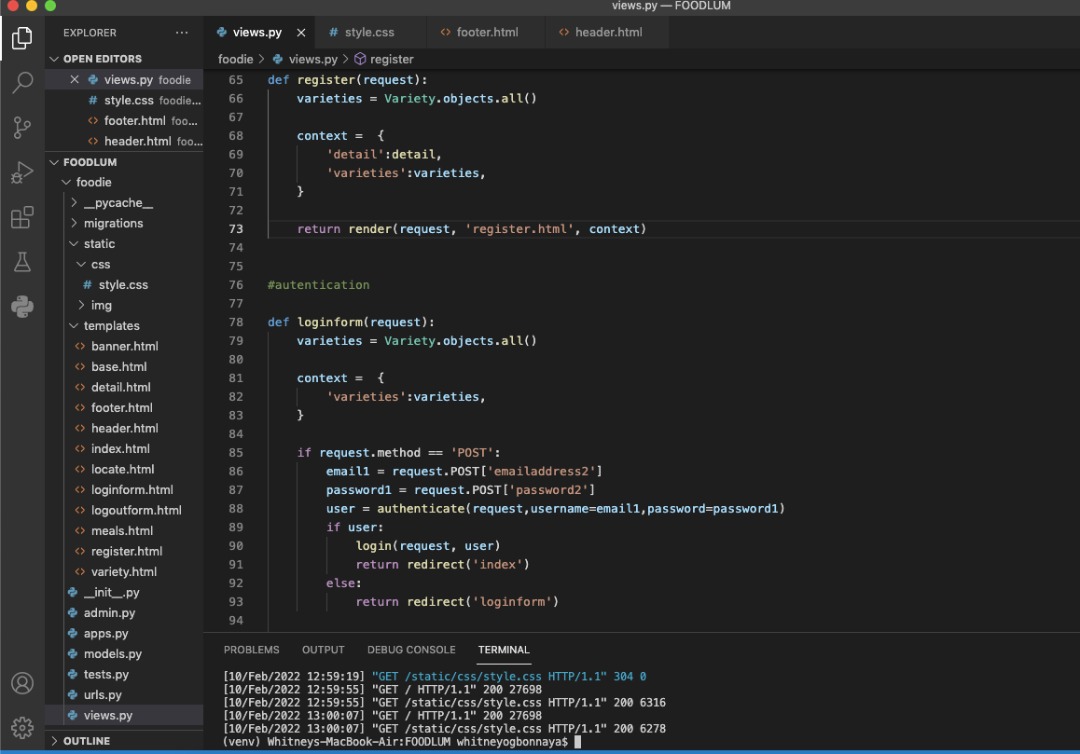 views.py — FOODLUM
EXPLORER
OPEN EDITORS
views.py foodie
# style.css foodie...
<> footer.html foo...
<> header.html foo...
FOODLUM
foodie
__pycache__
migrations
static
css
# style.css
img
templates
<> banner.html
<> base.html
<> detail.html
<> footer.html
<> header.html
<> index.html
<> locate.html
<> loginform.html
<> logoutform.html
<> meals.html
<> register.html
<> variety.html
__init__.py
admin.py
apps.py
models.py
tests.py
urls.py
views.py
OUTLINE
views.py # style.css <> footer.html <> header.html
foodie > views.py > register
65 def register(request):
66 varieties = Variety.objects.all()
67
68 context =  {
69 'detail':detail,
70 'varieties':varieties,
71 }
72
73 return render(request, 'register.html', context)
74
75
76 #autentication
77
78 def loginform(request):
79 varieties = Variety.objects.all()
80
81 context =  {
82 'varieties':varieties,
83 }
84
85 if request.method == 'POST':
86 email1 = request.POST['emailaddress2']
87 password1 = request.POST['password2']
88 user = authenticate(request,username=email1,password=password1)
89 if user:
90 login(request, user)
91 return redirect('index')
92 else:
93 return redirect('loginform')
94
PROBLEMS OUTPUT DEBUG CONSOLE TERMINAL
[10/Feb/2022 12:59:19] "GET /static/css/style.css HTTP/1.1" 304 0
[10/Feb/2022 12:59:55] "GET / HTTP/1.1" 200 27698
[10/Feb/2022 12:59:55] "GET /static/css/style.css HTTP/1.1" 200 6316
[10/Feb/2022 13:00:07] "GET / HTTP/1.1" 200 27698
[10/Feb/2022 13:00:07] "GET /static/css/style.css HTTP/1.1" 200 6278
(venv) Whitneys-MacBook-Air:FOODLUM whitneyogbonnaya$